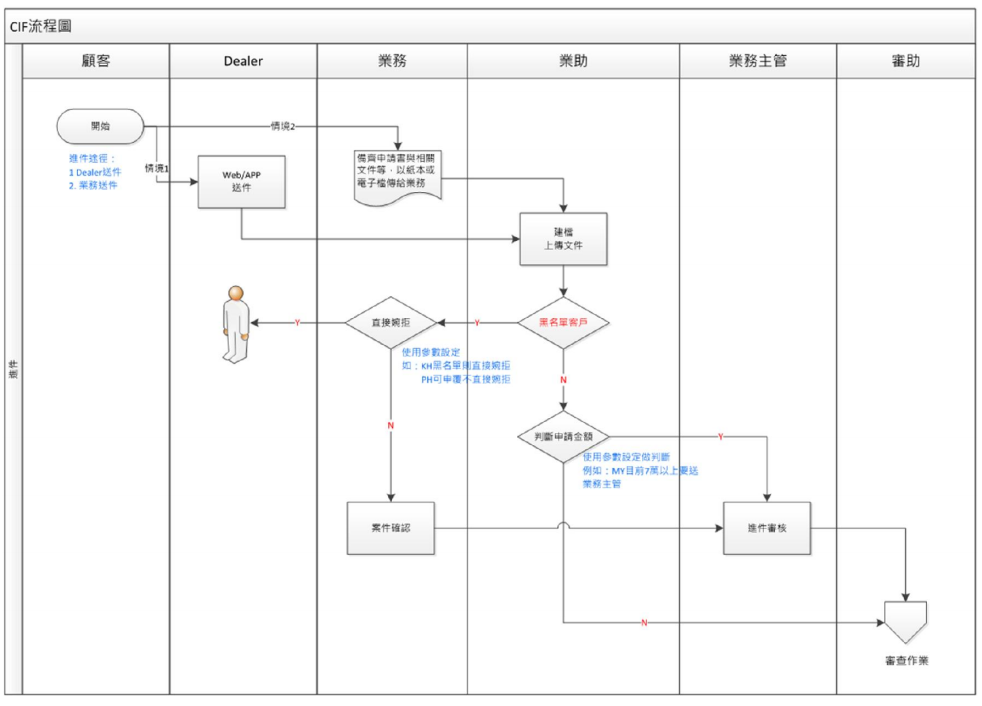 CIF流程圖
顧客
Dealer
業務
業助
業務主管
審助
進件
開始
情境2
情境1
進件途徑：
1 Dealer送件
2. 業務送件
Web/APP
送件
備齊申請書與相關
文件等，以紙本或
電子檔傳給業務
建檔
上傳文件
黑名單客戶
Y
直接婉拒
Y
使用參數設定
如；KH黑名單則直接婉拒
PH可申覆不直接婉拒
N
N
判斷申請金額
Y
使用參數設定做判斷
例如；MY目前7萬以上要送
業務主管
案件確認
進件審核
N
審查作業